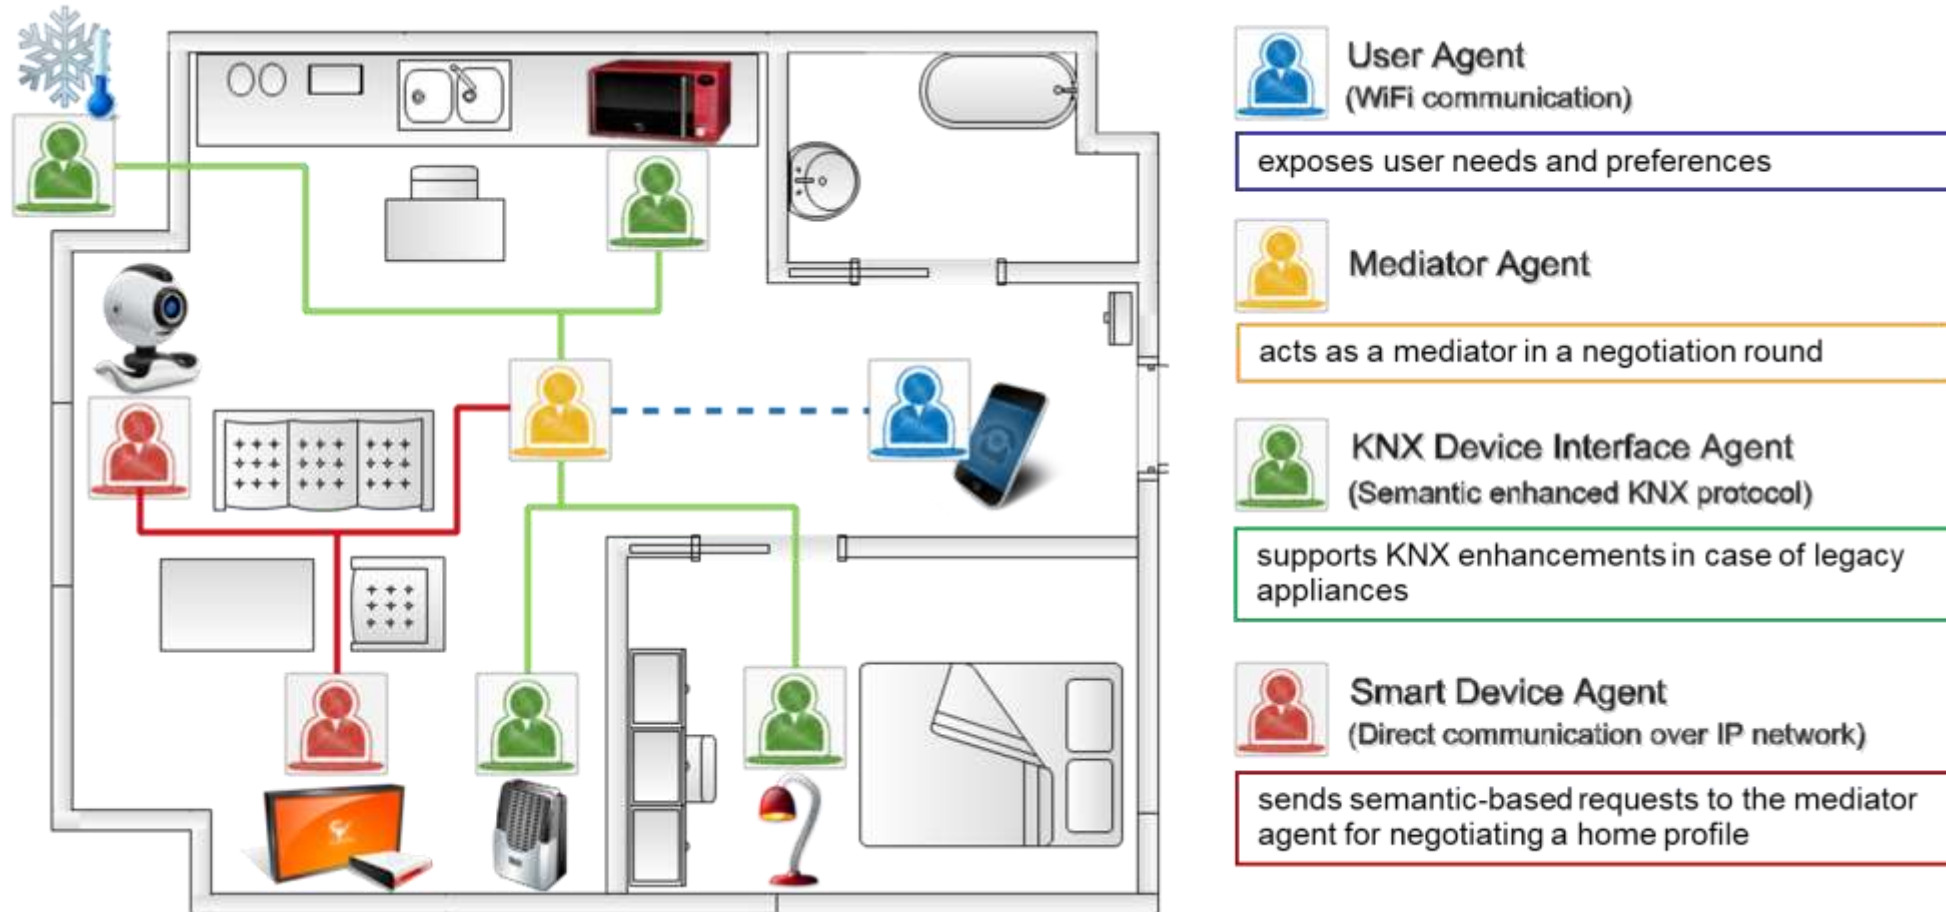 User Agent
(WiFi communication)
exposes user needs and preferences
Mediator Agent
acts as a mediator in a negotiation round
KNX Device Interface Agent
(Semantic enhanced KNX protocol)
supports KNX enhancements in case of legacy
appliances
Smart Device Agent
(Direct communication over IP network)
sends semantic-based requests to the mediator
agent for negotiating a home profile